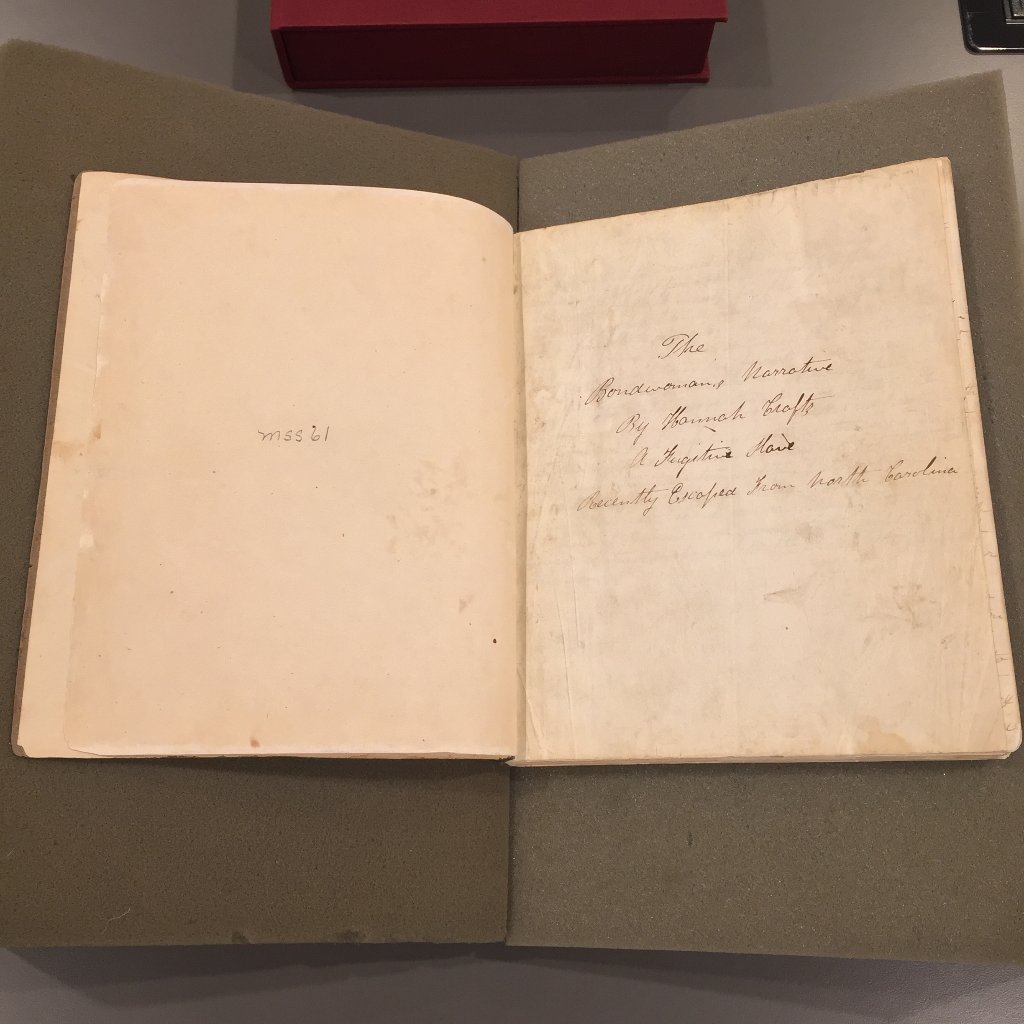 mss 61
The
Bondwoman's Narrative
By Hannah Crafts
A Fugitive Slave
Recently Escaped From North Carolina